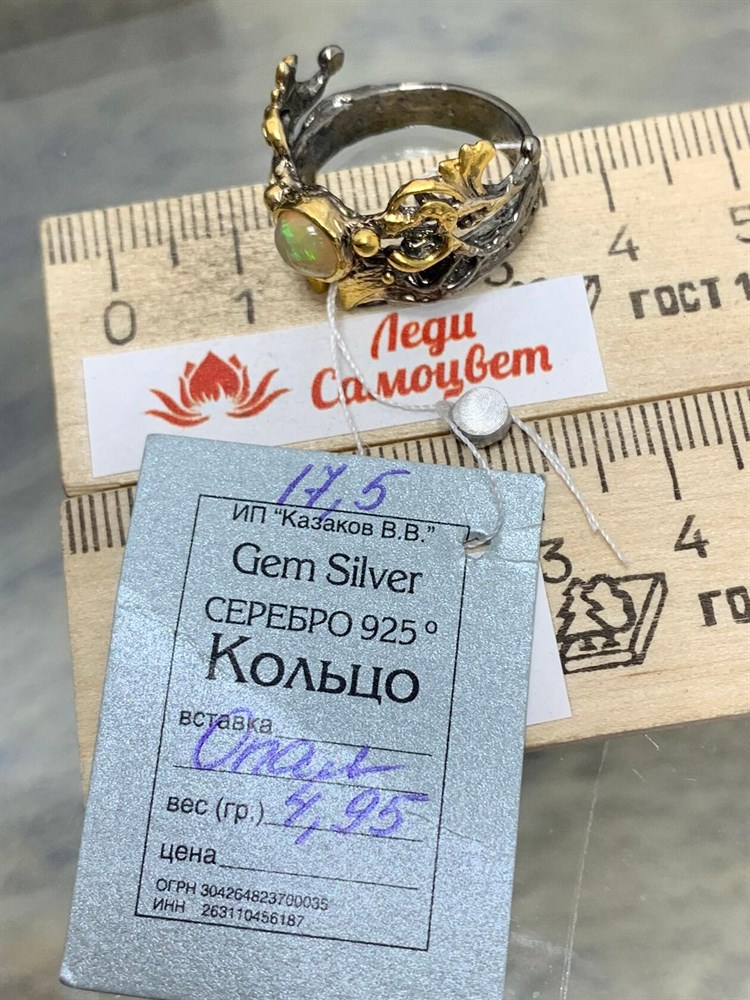 0 1 3 4 5
ГОСТ 1
Леди
Самоцвет
17,5
ИП "Казаков В.В."
Gem Silver
СЕРЕБРО 925°
Кольцо
вставка
Опал
вес (гр.) 4,95
цена
ОГРН 304264823700035
ИНН 263110456187
3 4
ГО